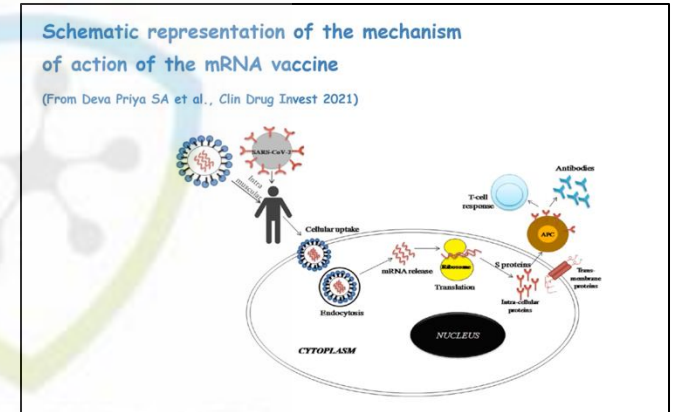 Schematic representation of the mechanism
of action of the mRNA vaccine
(From Deva Priya SA et al., Clin Drug Invest 2021)
SARS-CoV-2
Intra
muscular
Antibodies
T-cell
response
APC
Cellular uptake
mRNA release
Ribosome
Translation
S proteins
Trans-
membrane
proteins
Intra-cellular
proteins
Endocytosis
NUCLEUS
CYTOPLASM